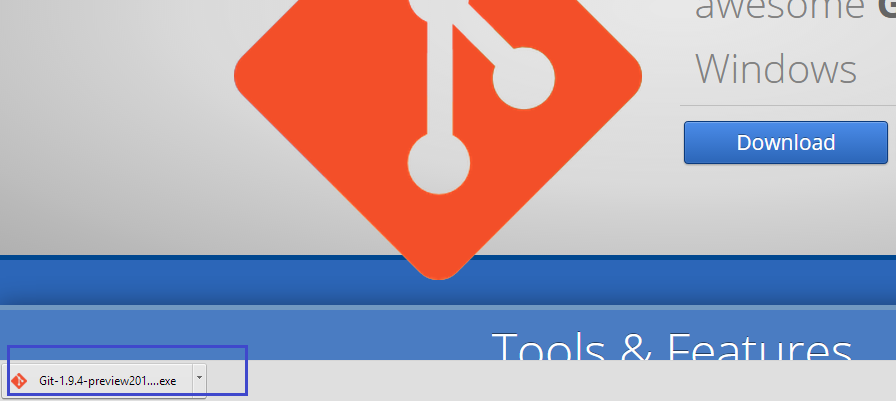 awesome G
Windows
Download
Tools & Features
Git-1.9.4-preview201....exe